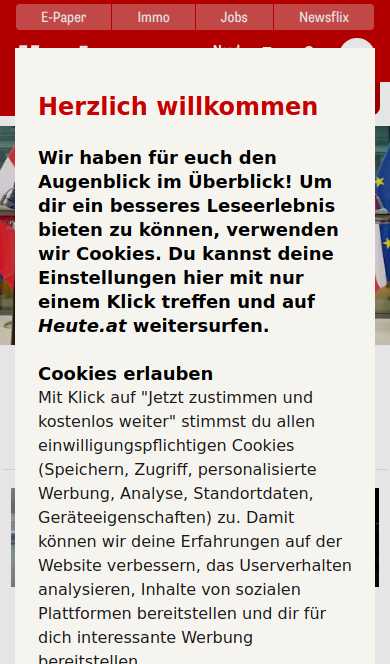 E-Paper Immo Jobs Newsflix
Herzlich willkommen
Wir haben für euch den
Augenblick im Überblick! Um
dir ein besseres Leseerlebnis
bieten zu können, verwenden
wir Cookies. Du kannst deine
Einstellungen hier mit nur
einem Klick treffen und auf
Heute.at weitersurfen.
Cookies erlauben
Mit Klick auf "Jetzt zustimmen und
kostenlos weiter" stimmst du allen
einwilligungspflichtigen Cookies
(Speichern, Zugriff, personalisierte
Werbung, Analyse, Standortdaten,
Geräteeigenschaften) zu. Damit
können wir deine Erfahrungen auf der
Website verbessern, das Userverhalten
analysieren, Inhalte von sozialen
Plattformen bereitstellen und dir für
dich interessante Werbung
bereitstellen